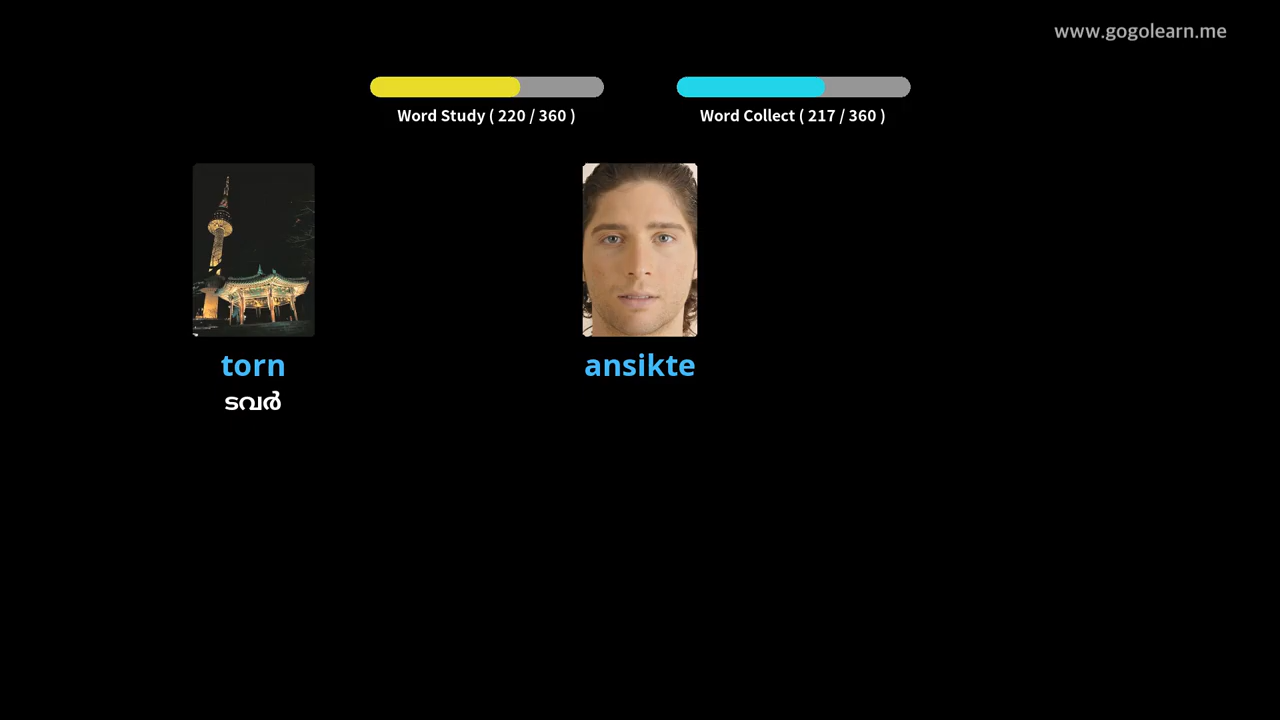 www.gogolearn.me
Word Study ( 220 / 360 )
Word Collect ( 217 / 360 )
torn
ടവർ
ansikte